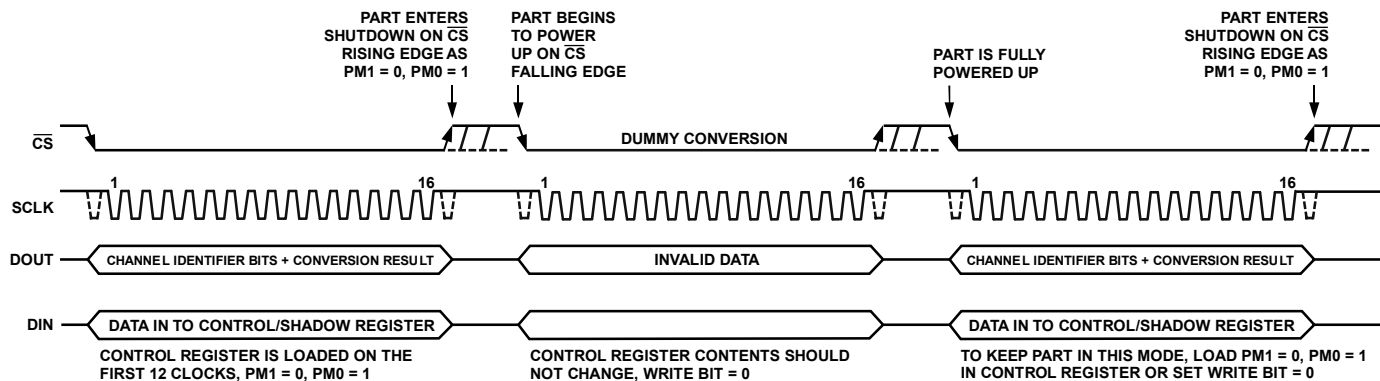 PART ENTERS
SHUTDOWN ON C̅S̅
RISING EDGE AS
PM1 = 0, PM0 = 1
PART BEGINS
TO POWER
UP ON C̅S̅
FALLING EDGE
PART IS FULLY
POWERED UP
PART ENTERS
SHUTDOWN ON C̅S̅
RISING EDGE AS
PM1 = 0, PM0 = 1
C̅S̅
DUMMY CONVERSION
SCLK
1 16 1 16 1 16
DOUT
CHANNEL IDENTIFIER BITS + CONVERSION RESULT
INVALID DATA
CHANNEL IDENTIFIER BITS + CONVERSION RESULT
DIN
DATA IN TO CONTROL/SHADOW REGISTER
DATA IN TO CONTROL/SHADOW REGISTER
CONTROL REGISTER IS LOADED ON THE
FIRST 12 CLOCKS, PM1 = 0, PM0 = 1
CONTROL REGISTER CONTENTS SHOULD
NOT CHANGE, WRITE BIT = 0
TO KEEP PART IN THIS MODE, LOAD PM1 = 0, PM0 = 1
IN CONTROL REGISTER OR SET WRITE BIT = 0